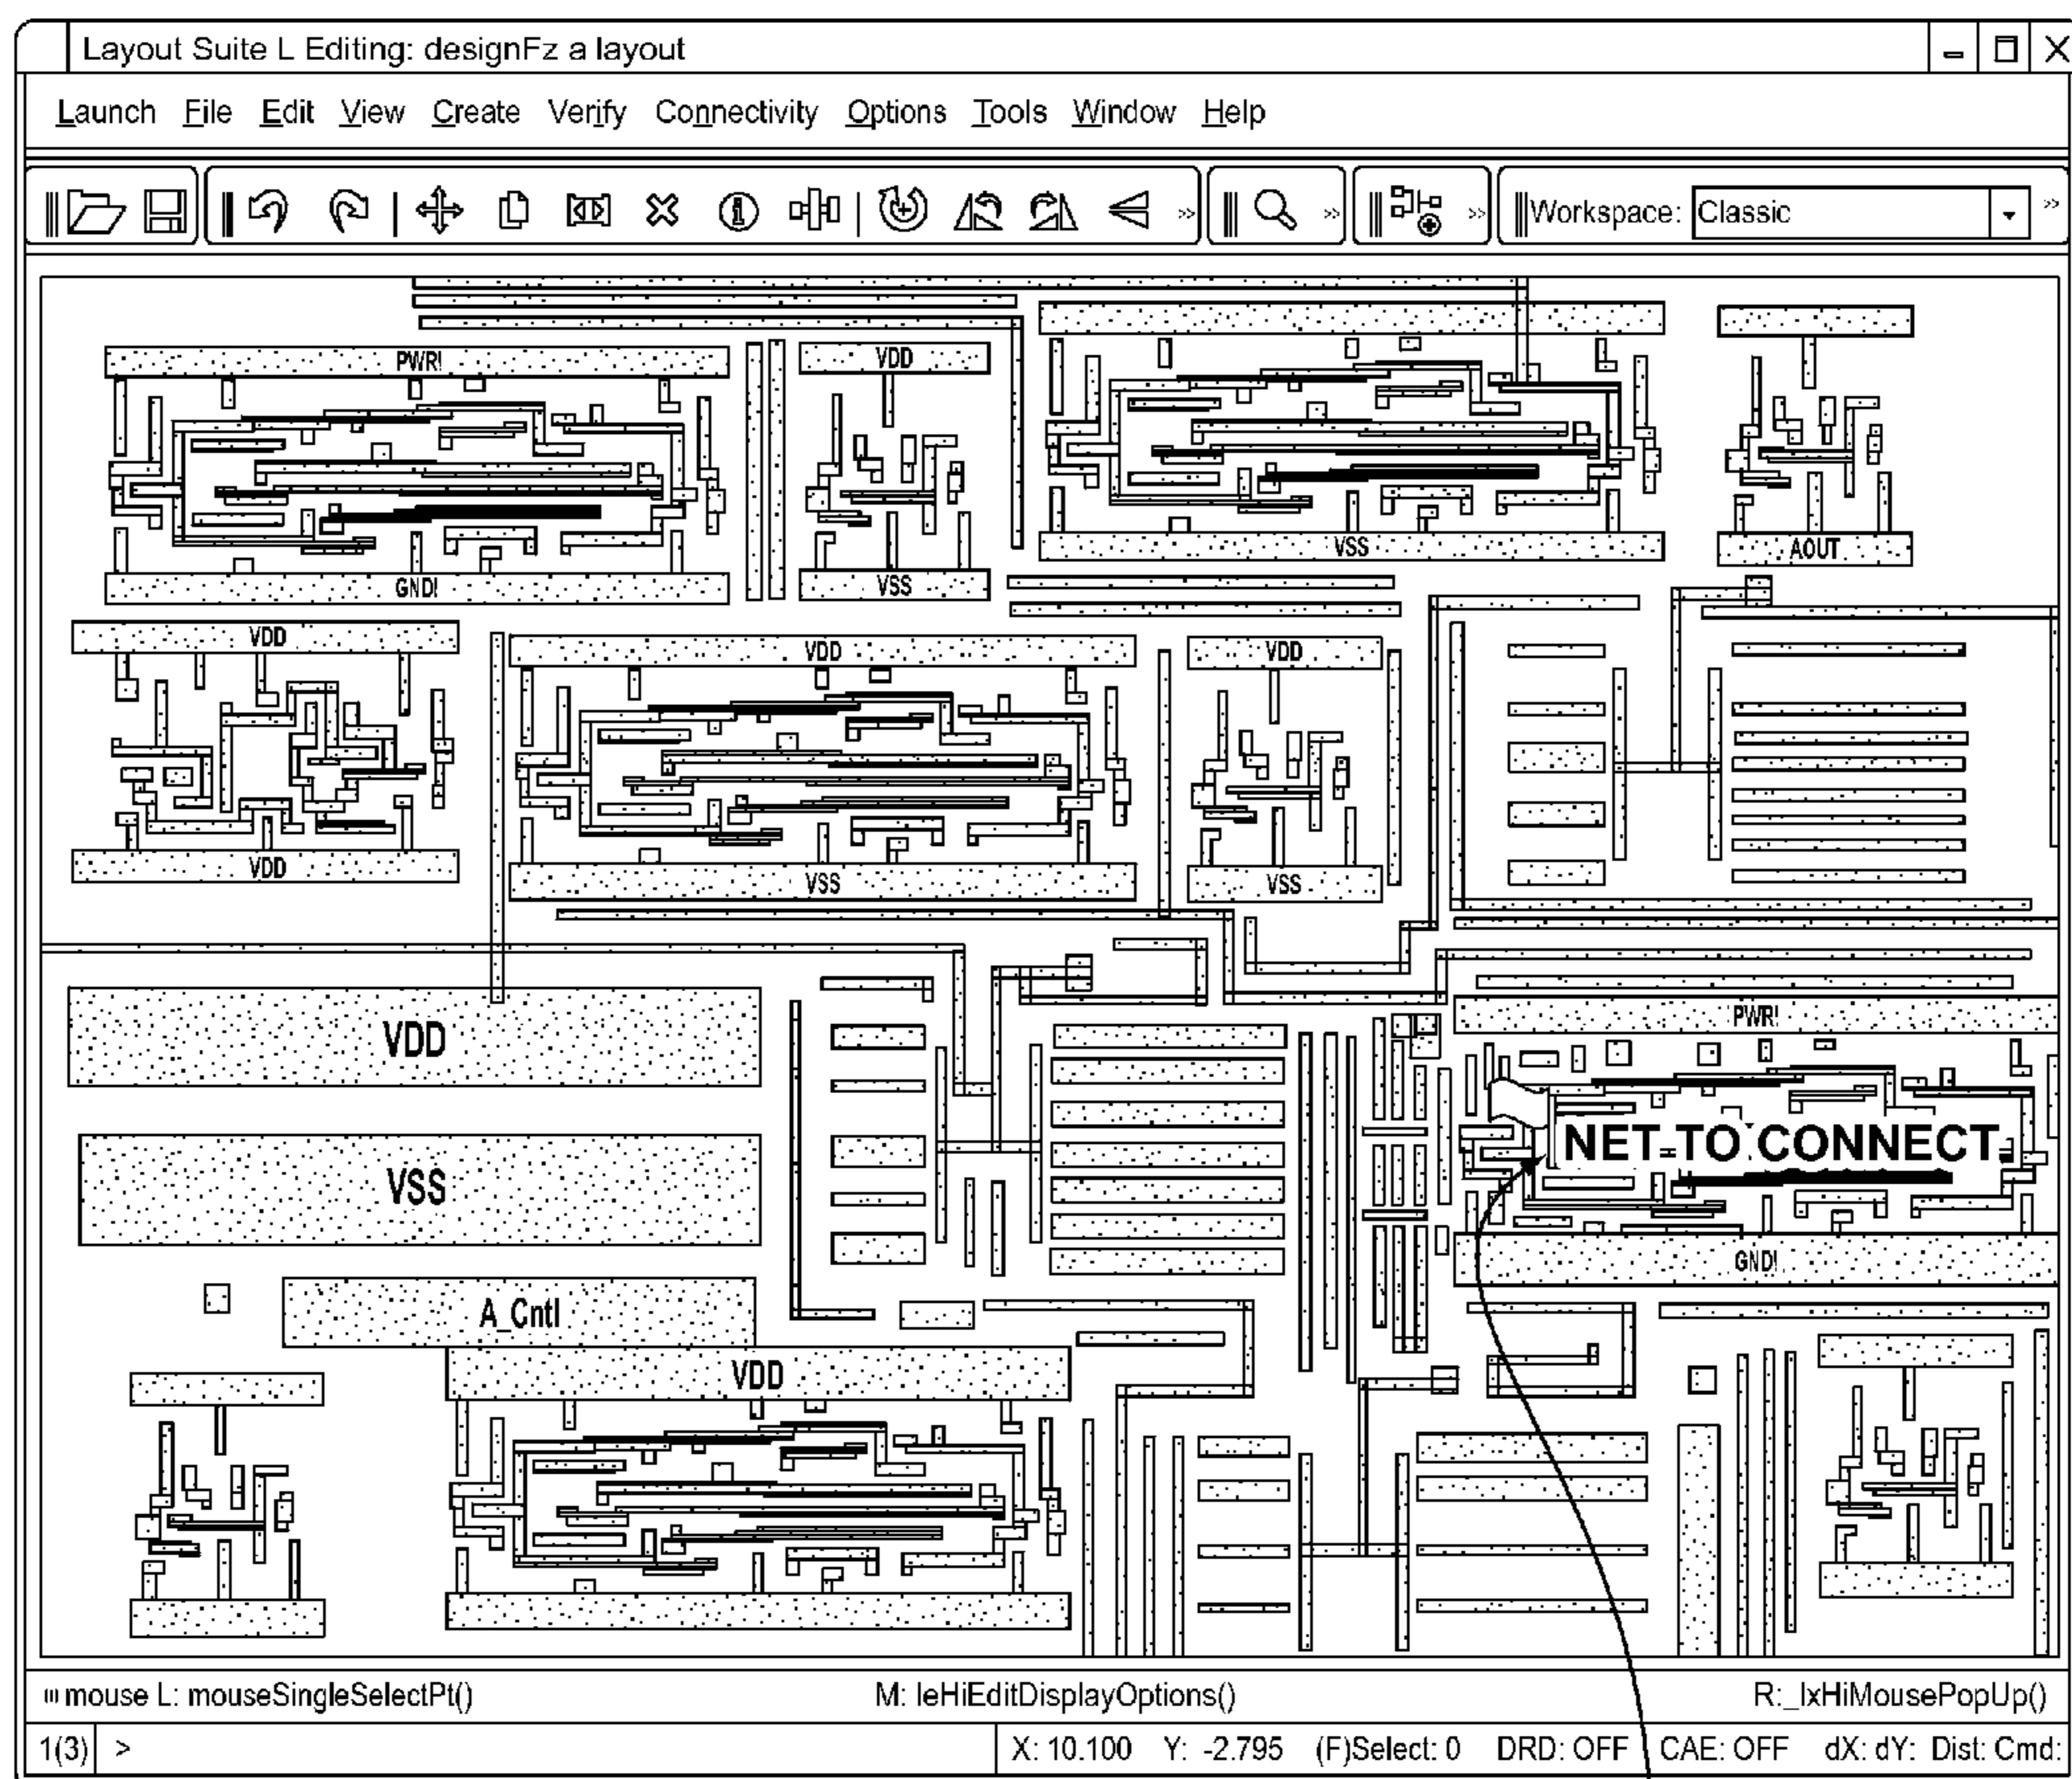 Layout Suite L Editing: designFz a layout
Launch File Edit View Create Verify Connectivity Options Tools Window Help
Workspace: Classic
PWR!
VDD
VSS
AOUT
GND!
VSS
VDD
VDD
VDD
VDD
VSS
VSS
VDD
PWR!
NET TO CONNECT
VSS
GND!
A_Cntl
VDD
mouse L: mouseSingleSelectPt() M: leHiEditDisplayOptions() R:_lxHiMousePopUp()
1(3) > X: 10.100 Y: -2.795 (F)Select: 0 DRD: OFF CAE: OFF dX: dY: Dist: Cmd: